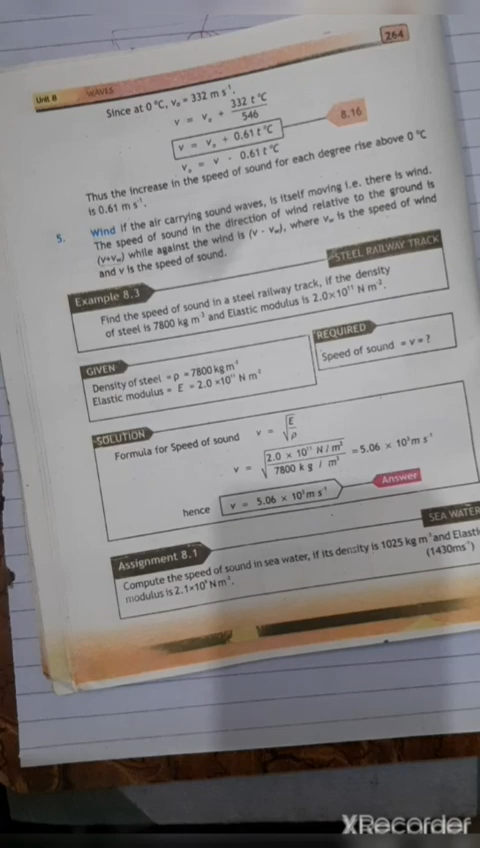 264
Unit 8 WAVES
Since at 0 °C, v₀ = 332 m s⁻¹.
v = v₀ + 332 t °C / 546
v = v₀ + 0.61 t °C
8.16
v₀ = v - 0.61 t °C
Thus the increase in the speed of sound for each degree rise above 0 °C
is 0.61 m s⁻¹.
5. Wind if the air carrying sound waves, is itself moving i.e. there is wind.
The speed of sound in the direction of wind relative to the ground is
(v+v_w) while against the wind is (v - v_w), where v_w is the speed of wind
and v is the speed of sound.
Example 8.3
STEEL RAILWAY TRACK
Find the speed of sound in a steel railway track, if the density
of steel is 7800 kg m⁻³ and Elastic modulus is 2.0×10¹¹ N m⁻².
GIVEN
Density of steel = ρ = 7800 kg m⁻³
Elastic modulus = E = 2.0 ×10¹¹ N m⁻²
REQUIRED
Speed of sound = v = ?
SOLUTION
Formula for Speed of sound v = √(E / ρ)
v = √(2.0 × 10¹¹ N / m² / 7800 k g / m³) = 5.06 × 10³ m s⁻¹
hence v = 5.06 × 10³ m s⁻¹
Answer
Assignment 8.1
SEA WATER
Compute the speed of sound in sea water, if its density is 1025 kg m⁻³ and Elasti
modulus is 2.1×10⁹ N m⁻². (1430ms⁻¹)
XRecorder